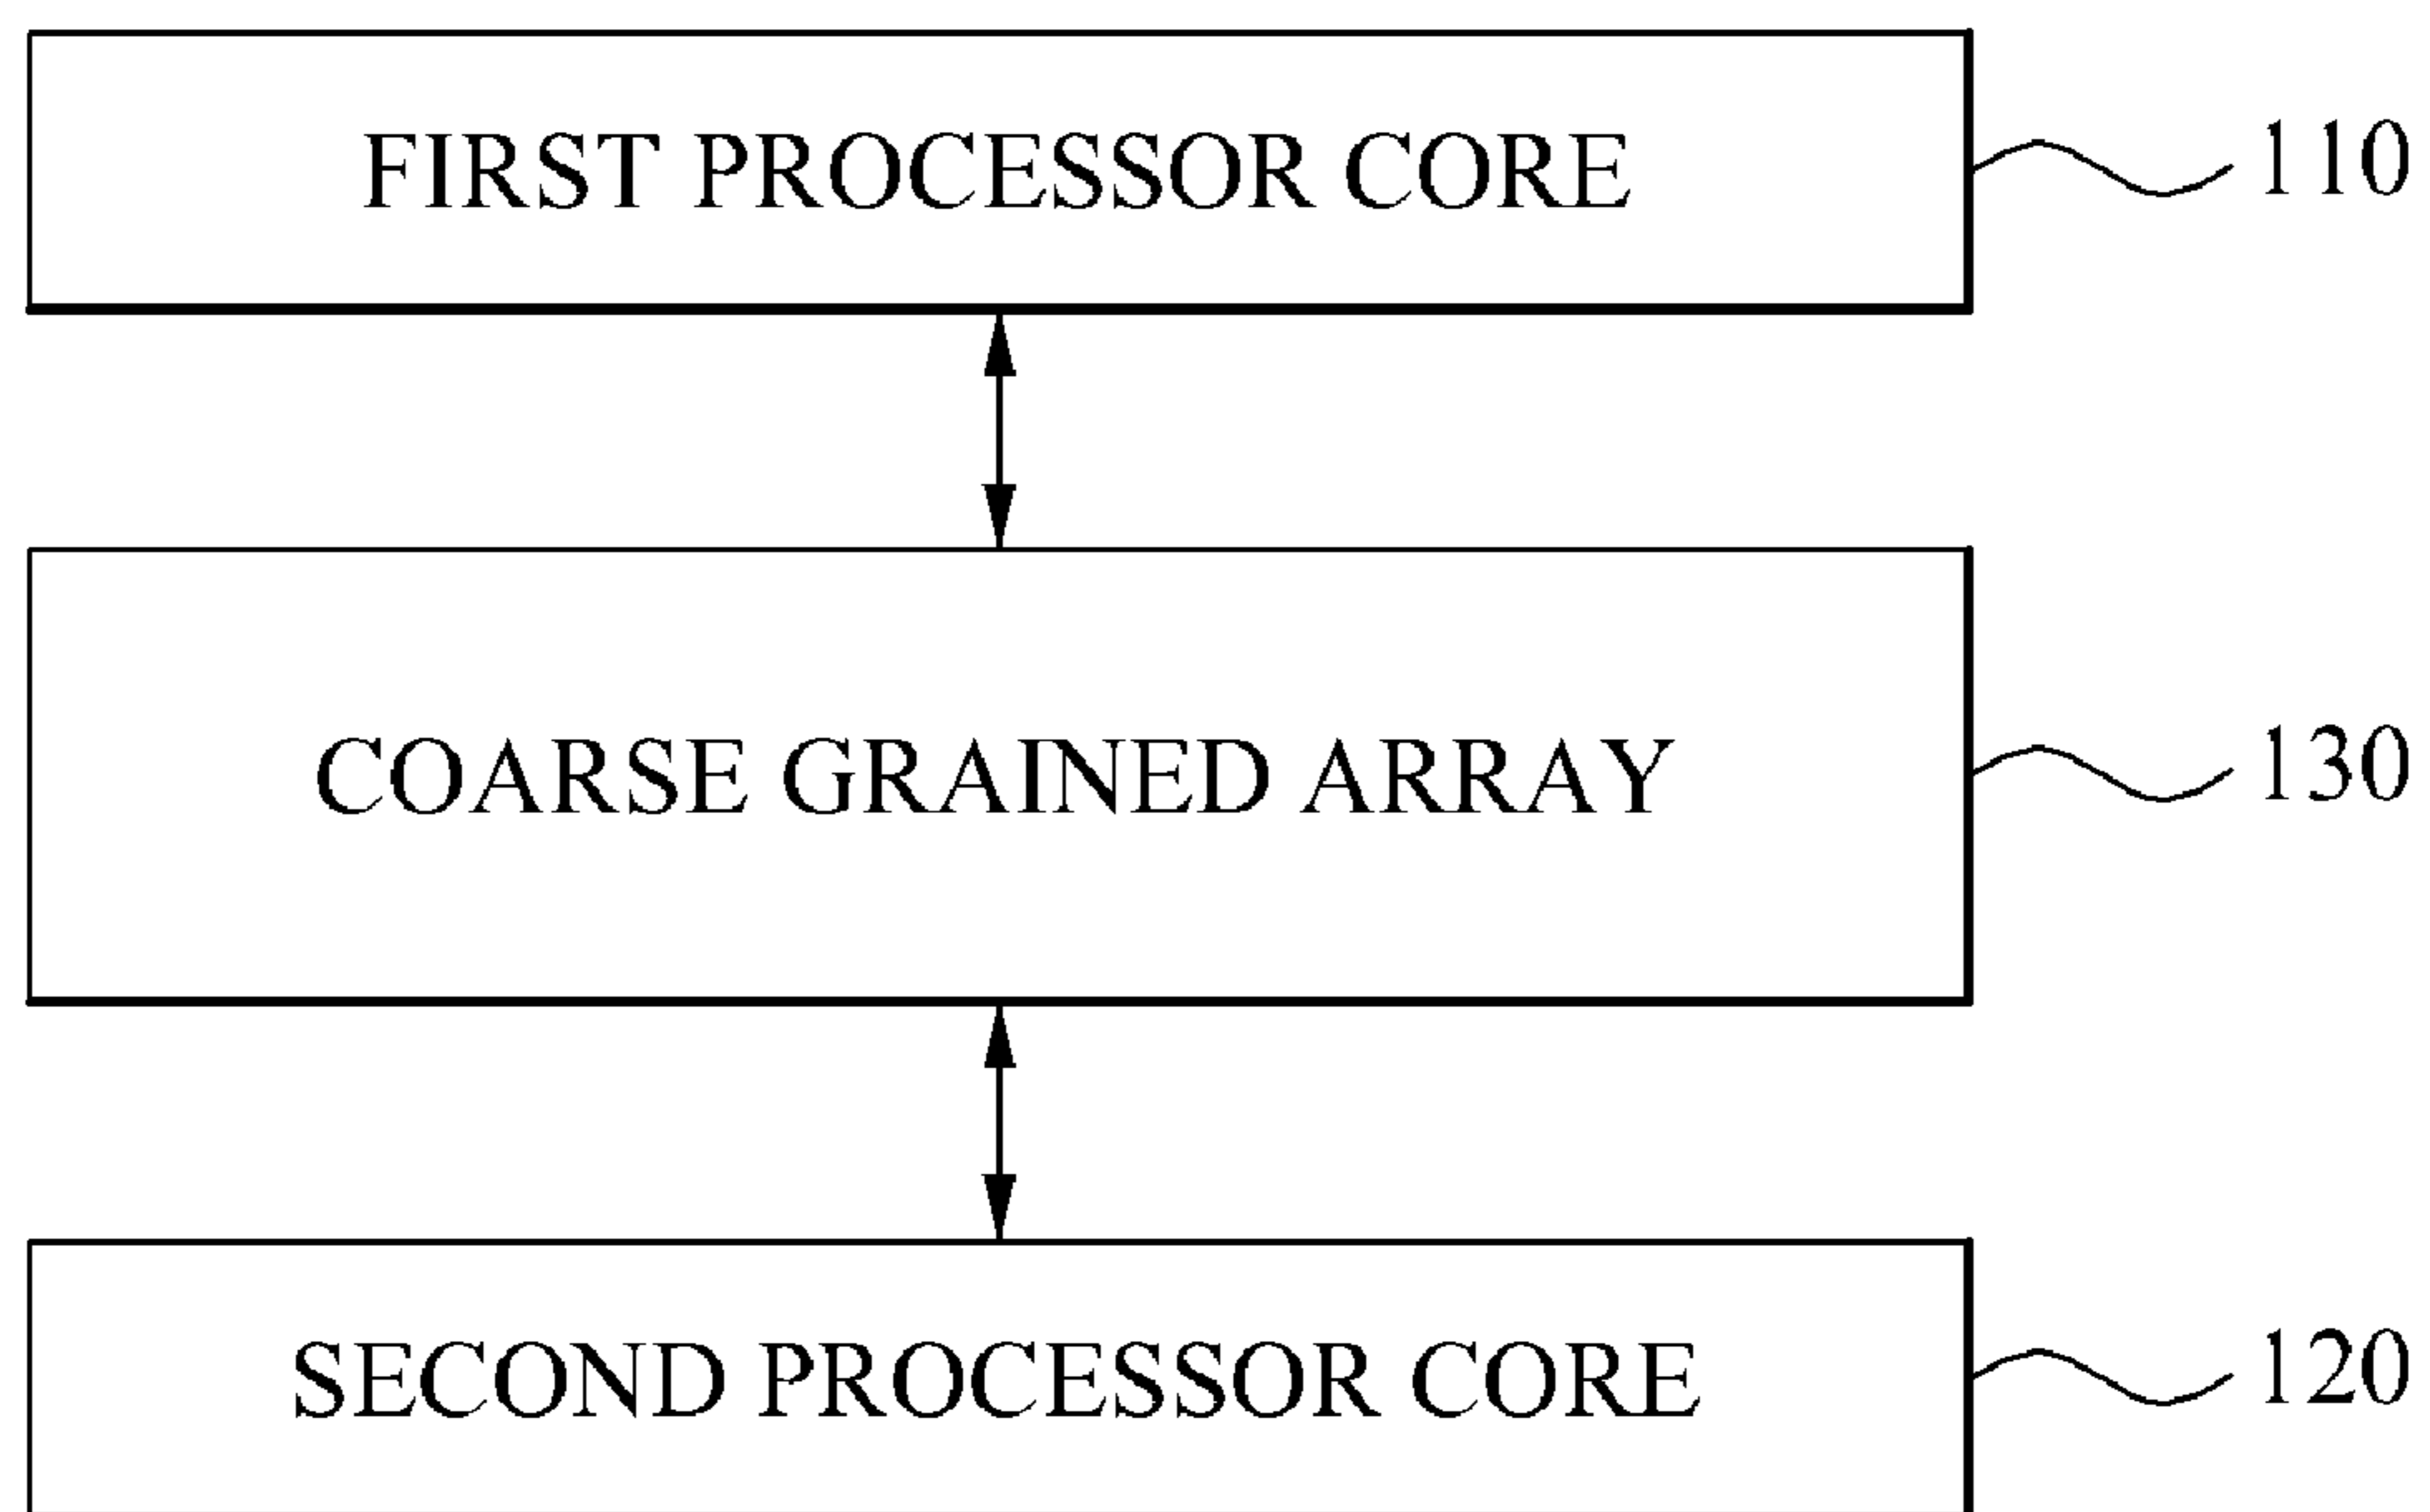 FIRST PROCESSOR CORE
110
COARSE GRAINED ARRAY
130
SECOND PROCESSOR CORE
120